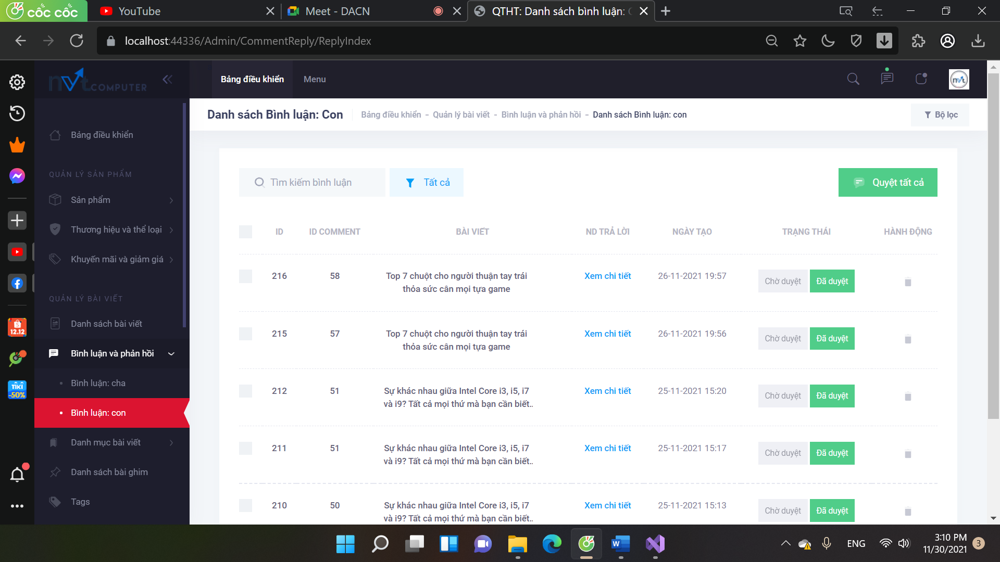 cốc cốc
YouTube
Meet - DACN
QTHT: Danh sách bình luận:
localhost:44336/Admin/CommentReply/ReplyIndex
nvt COMPUTER
Bảng điều khiển
Menu
nvt
Danh sách Bình luận: Con
Bảng điều khiển - Quản lý bài viết - Bình luận và phản hồi - Danh sách Bình luận: con
Bộ lọc
Bảng điều khiển
QUẢN LÝ SẢN PHẨM
Sản phẩm
Thương hiệu và thể loại
Khuyến mãi và giảm giá
QUẢN LÝ BÀI VIẾT
Danh sách bài viết
Bình luận và phản hồi
Bình luận: cha
Bình luận: con
Danh mục bài viết
Danh sách bài ghim
Tags
12.12
TIKI
-50%
Tìm kiếm bình luận
Tất cả
Quyệt tất cả
ID ID COMMENT BÀI VIẾT ND TRẢ LỜI NGÀY TẠO TRẠNG THÁI HÀNH ĐỘNG
216 58 Top 7 chuột cho người thuận tay trái Xem chi tiết 26-11-2021 19:57 Chờ duyệt Đã duyệt
thỏa sức cân mọi tựa game
215 57 Top 7 chuột cho người thuận tay trái Xem chi tiết 26-11-2021 19:56 Chờ duyệt Đã duyệt
thỏa sức cân mọi tựa game
212 51 Sự khác nhau giữa Intel Core i3, i5, i7 Xem chi tiết 25-11-2021 15:20 Chờ duyệt Đã duyệt
và i9? Tất cả mọi thứ mà bạn cần biết..
211 51 Sự khác nhau giữa Intel Core i3, i5, i7 Xem chi tiết 25-11-2021 15:17 Chờ duyệt Đã duyệt
và i9? Tất cả mọi thứ mà bạn cần biết..
210 50 Sự khác nhau giữa Intel Core i3, i5, i7 Xem chi tiết 25-11-2021 15:13 Chờ duyệt Đã duyệt
và i9? Tất cả mọi thứ mà bạn cần biết..
W
ENG
3:10 PM
11/30/2021
3